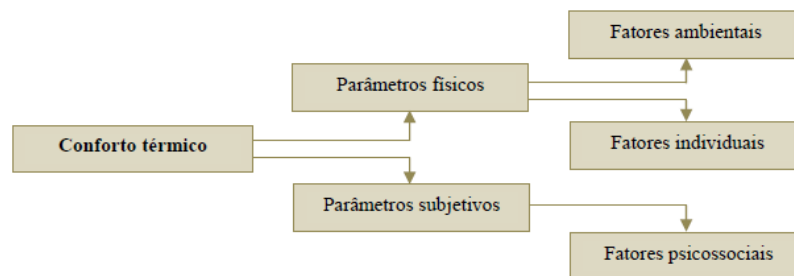 Fatores ambientais
Parâmetros físicos
Conforto térmico
Fatores individuais
Parâmetros subjetivos
Fatores psicossociais